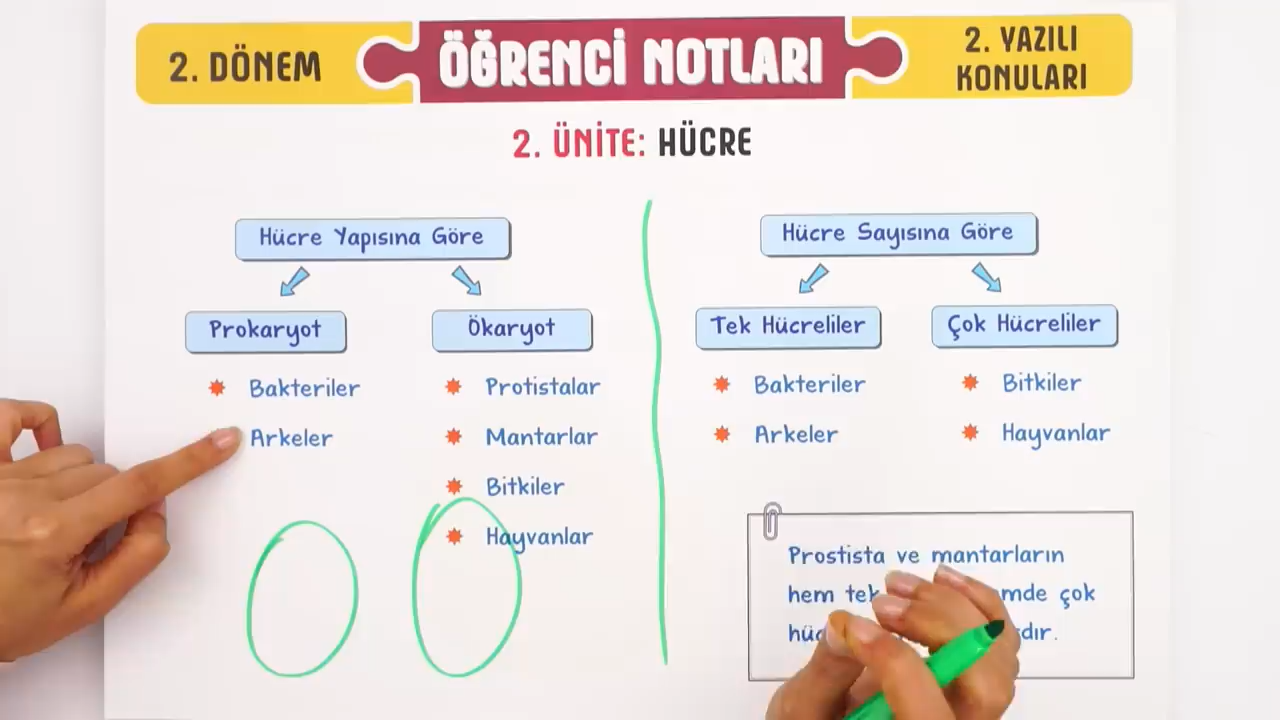 2. DÖNEM
ÖĞRENCİ NOTLARI
2. YAZILI
KONULARI
2. ÜNİTE: HÜCRE
Hücre Yapısına Göre
Prokaryot
Bakteriler
Arkeler
Ökaryot
Protistalar
Mantarlar
Bitkiler
Hayvanlar
Hücre Sayısına Göre
Tek Hücreliler
Bakteriler
Arkeler
Çok Hücreliler
Bitkiler
Hayvanlar
Prostista ve mantarların
hem tek çok